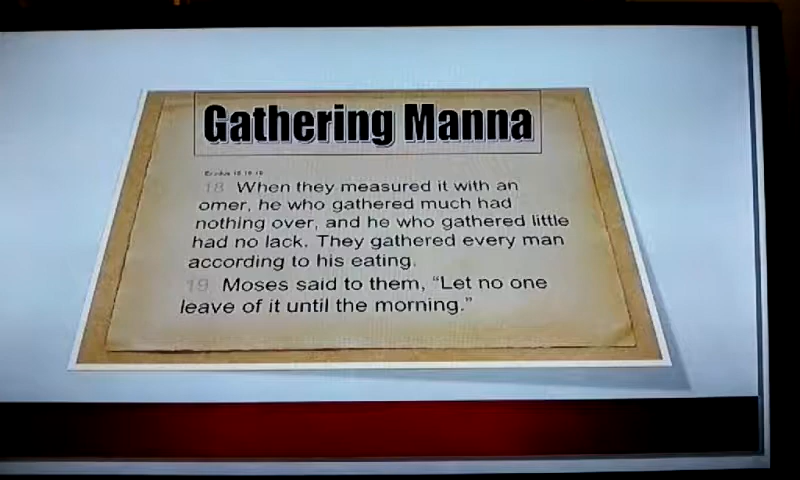 Gathering Manna
18 When they measured it with an
omer, he who gathered much had
nothing over, and he who gathered little
had no lack. They gathered every man
according to his eating.
19 Moses said to them, “Let no one
leave of it until the morning.”